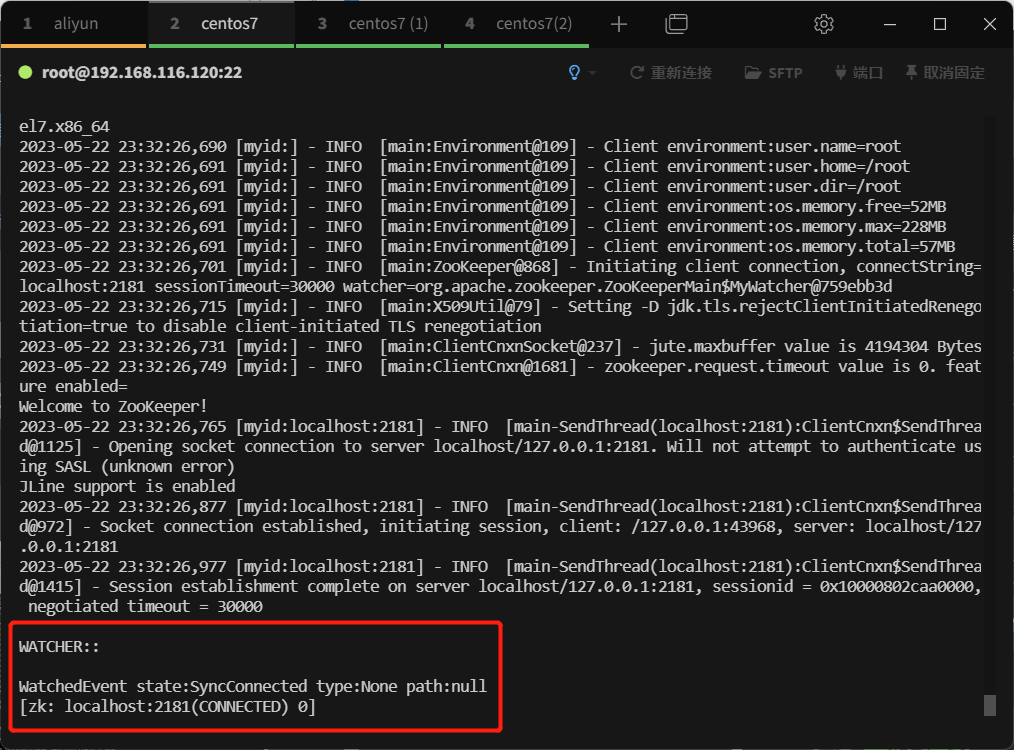 1 aliyun 2 centos7 3 centos7 (1) 4 centos7(2)
root@192.168.116.120:22 重新连接 SFTP 端口 取消固定
el7.x86_64
2023-05-22 23:32:26,690 [myid:] - INFO  [main:Environment@109] - Client environment:user.name=root
2023-05-22 23:32:26,691 [myid:] - INFO  [main:Environment@109] - Client environment:user.home=/root
2023-05-22 23:32:26,691 [myid:] - INFO  [main:Environment@109] - Client environment:user.dir=/root
2023-05-22 23:32:26,691 [myid:] - INFO  [main:Environment@109] - Client environment:os.memory.free=52MB
2023-05-22 23:32:26,691 [myid:] - INFO  [main:Environment@109] - Client environment:os.memory.max=228MB
2023-05-22 23:32:26,691 [myid:] - INFO  [main:Environment@109] - Client environment:os.memory.total=57MB
2023-05-22 23:32:26,701 [myid:] - INFO  [main:ZooKeeper@868] - Initiating client connection, connectString=
localhost:2181 sessionTimeout=30000 watcher=org.apache.zookeeper.ZooKeeperMain$MyWatcher@759ebb3d
2023-05-22 23:32:26,715 [myid:] - INFO  [main:X509Util@79] - Setting -D jdk.tls.rejectClientInitiatedRenego
tiation=true to disable client-initiated TLS renegotiation
2023-05-22 23:32:26,731 [myid:] - INFO  [main:ClientCnxnSocket@237] - jute.maxbuffer value is 4194304 Bytes
2023-05-22 23:32:26,749 [myid:] - INFO  [main:ClientCnxn@1681] - zookeeper.request.timeout value is 0. feat
ure enabled=
Welcome to ZooKeeper!
2023-05-22 23:32:26,765 [myid:localhost:2181] - INFO  [main-SendThread(localhost:2181):ClientCnxn$SendThrea
d@1125] - Opening socket connection to server localhost/127.0.0.1:2181. Will not attempt to authenticate us
ing SASL (unknown error)
JLine support is enabled
2023-05-22 23:32:26,877 [myid:localhost:2181] - INFO  [main-SendThread(localhost:2181):ClientCnxn$SendThrea
d@972] - Socket connection established, initiating session, client: /127.0.0.1:43968, server: localhost/127
.0.0.1:2181
2023-05-22 23:32:26,977 [myid:localhost:2181] - INFO  [main-SendThread(localhost:2181):ClientCnxn$SendThrea
d@1415] - Session establishment complete on server localhost/127.0.0.1:2181, sessionid = 0x10000802caa0000,
 negotiated timeout = 30000
WATCHER::
WatchedEvent state:SyncConnected type:None path:null
[zk: localhost:2181(CONNECTED) 0]